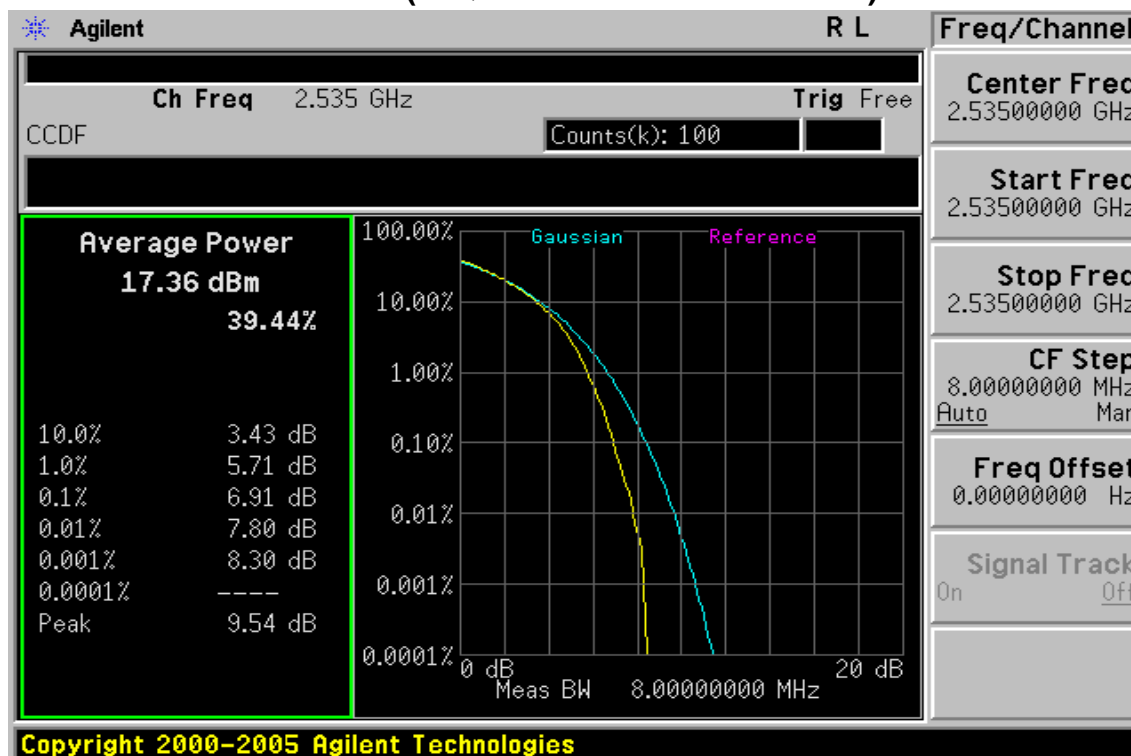 Agilent R L Freq/Channel
Ch Freq 2.535 GHz Trig Free
CCDF Counts(k): 100
Center Freq
2.53500000 GHz
Start Freq
2.53500000 GHz
Stop Freq
2.53500000 GHz
CF Step
8.00000000 MHz
Auto Man
Freq Offset
0.00000000 Hz
Signal Track
On Off
Average Power
17.36 dBm
39.44%
10.0% 3.43 dB
1.0% 5.71 dB
0.1% 6.91 dB
0.01% 7.80 dB
0.001% 8.30 dB
0.0001% ----
Peak 9.54 dB
Gaussian Reference
100.00%
10.00%
1.00%
0.10%
0.01%
0.001%
0.0001%
0 dB 20 dB
Meas BW 8.00000000 MHz
Copyright 2000-2005 Agilent Technologies